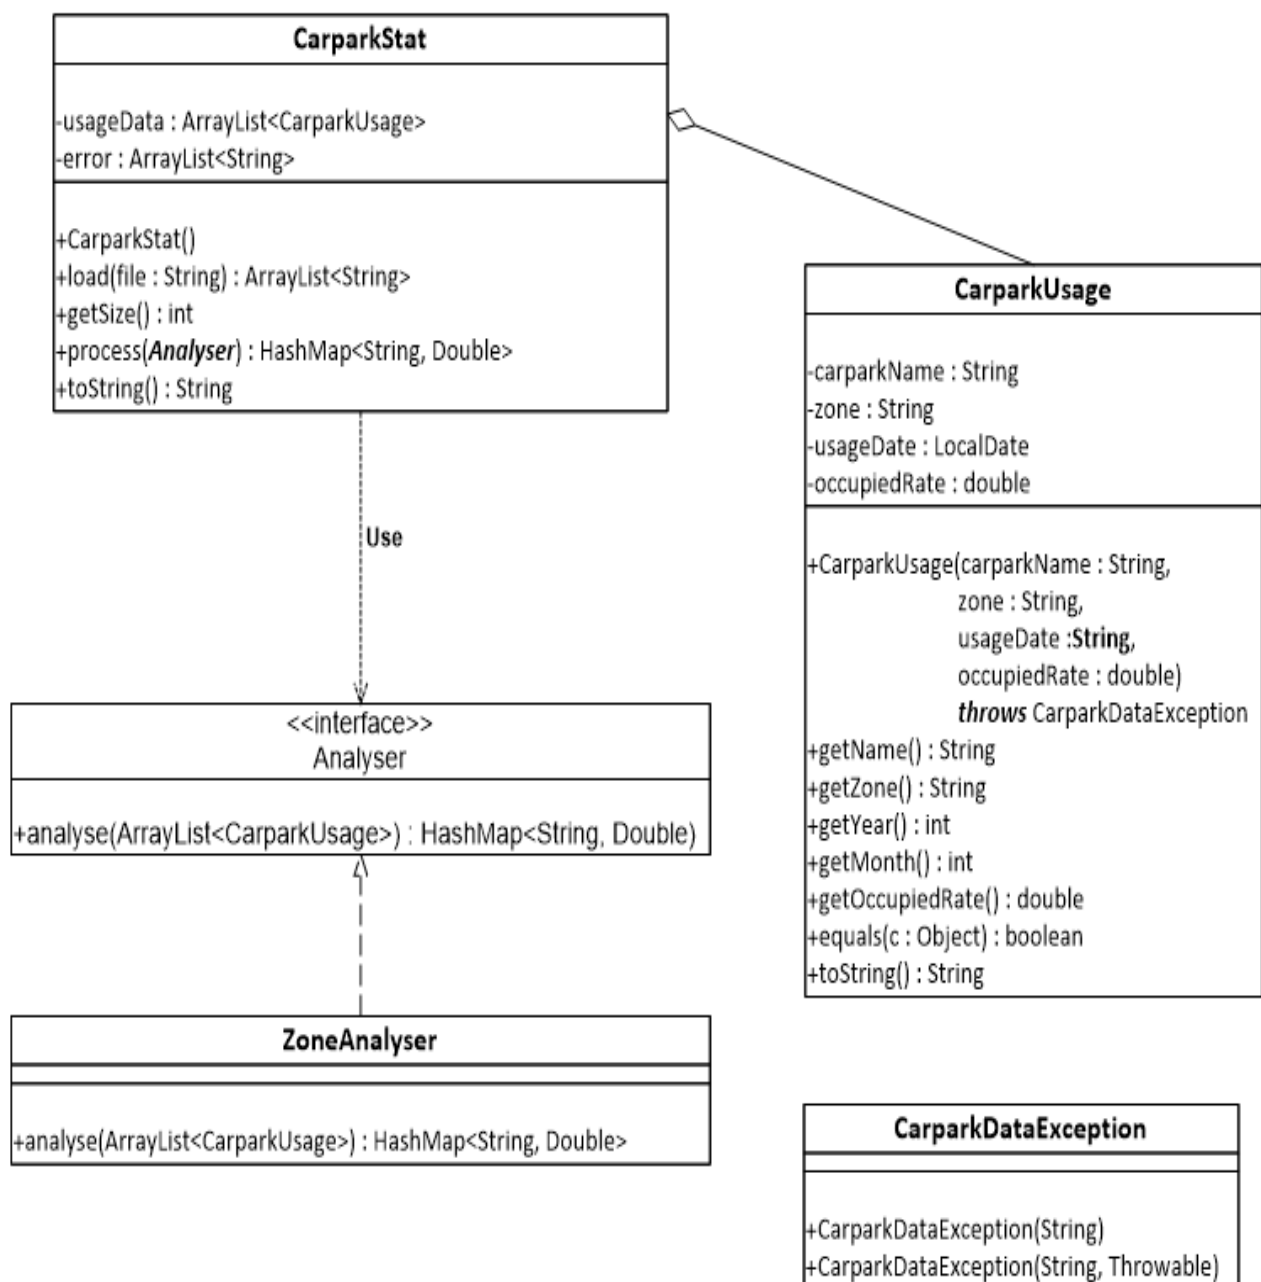 CarparkStat
-usageData : ArrayList<CarparkUsage>
-error : ArrayList<String>
+CarparkStat()
+load(file : String) : ArrayList<String>
+getSize() : int
+process(Analyser) : HashMap<String, Double>
+toString() : String
Use
<<interface>>
Analyser
+analyse(ArrayList<CarparkUsage>) : HashMap<String, Double)
ZoneAnalyser
+analyse(ArrayList<CarparkUsage>) : HashMap<String, Double>
CarparkUsage
-carparkName : String
-zone : String
-usageDate : LocalDate
-occupiedRate : double
+CarparkUsage(carparkName : String,
zone : String,
usageDate :String,
occupiedRate : double)
throws CarparkDataException
+getName() : String
+getZone() : String
+getYear() : int
+getMonth() : int
+getOccupiedRate() : double
+equals(c : Object) : boolean
+toString() : String
CarparkDataException
+CarparkDataException(String)
+CarparkDataException(String, Throwable)